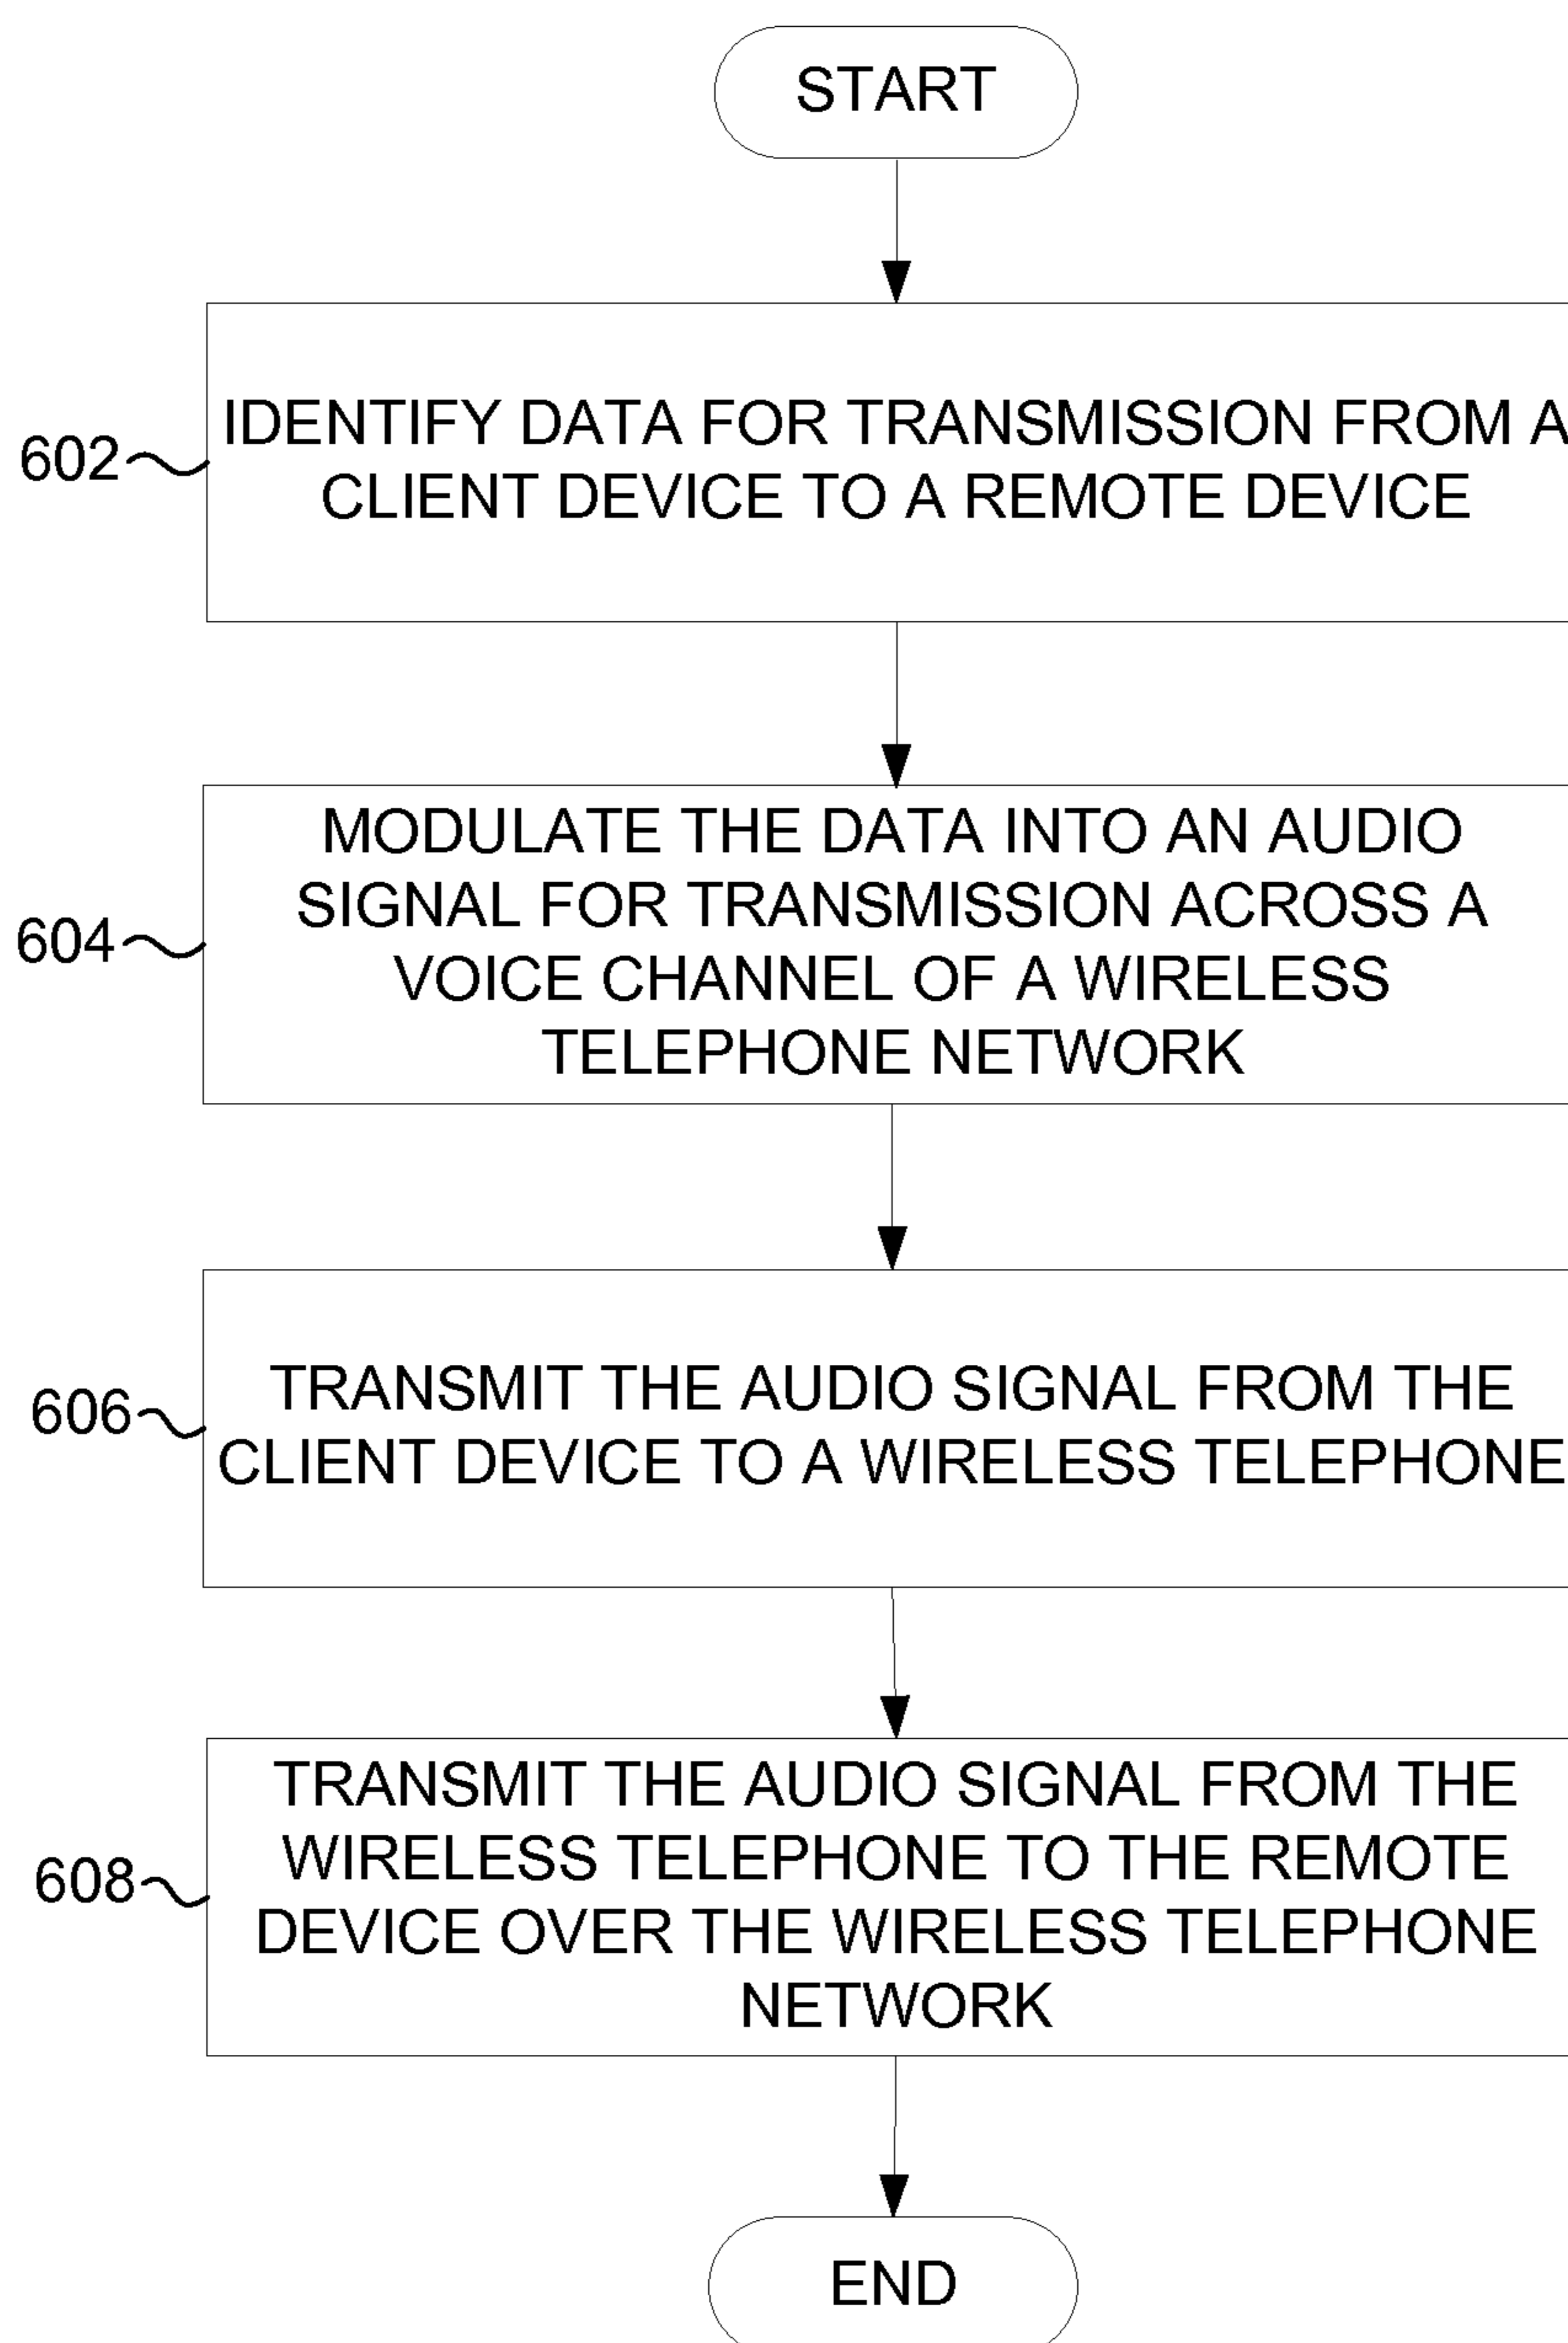 START
IDENTIFY DATA FOR TRANSMISSION FROM A
602
CLIENT DEVICE TO A REMOTE DEVICE
MODULATE THE DATA INTO AN AUDIO
SIGNAL FOR TRANSMISSION ACROSS A
604
VOICE CHANNEL OF A WIRELESS
TELEPHONE NETWORK
TRANSMIT THE AUDIO SIGNAL FROM THE
606
CLIENT DEVICE TO A WIRELESS TELEPHONE
TRANSMIT THE AUDIO SIGNAL FROM THE
WIRELESS TELEPHONE TO THE REMOTE
608
DEVICE OVER THE WIRELESS TELEPHONE
NETWORK
END